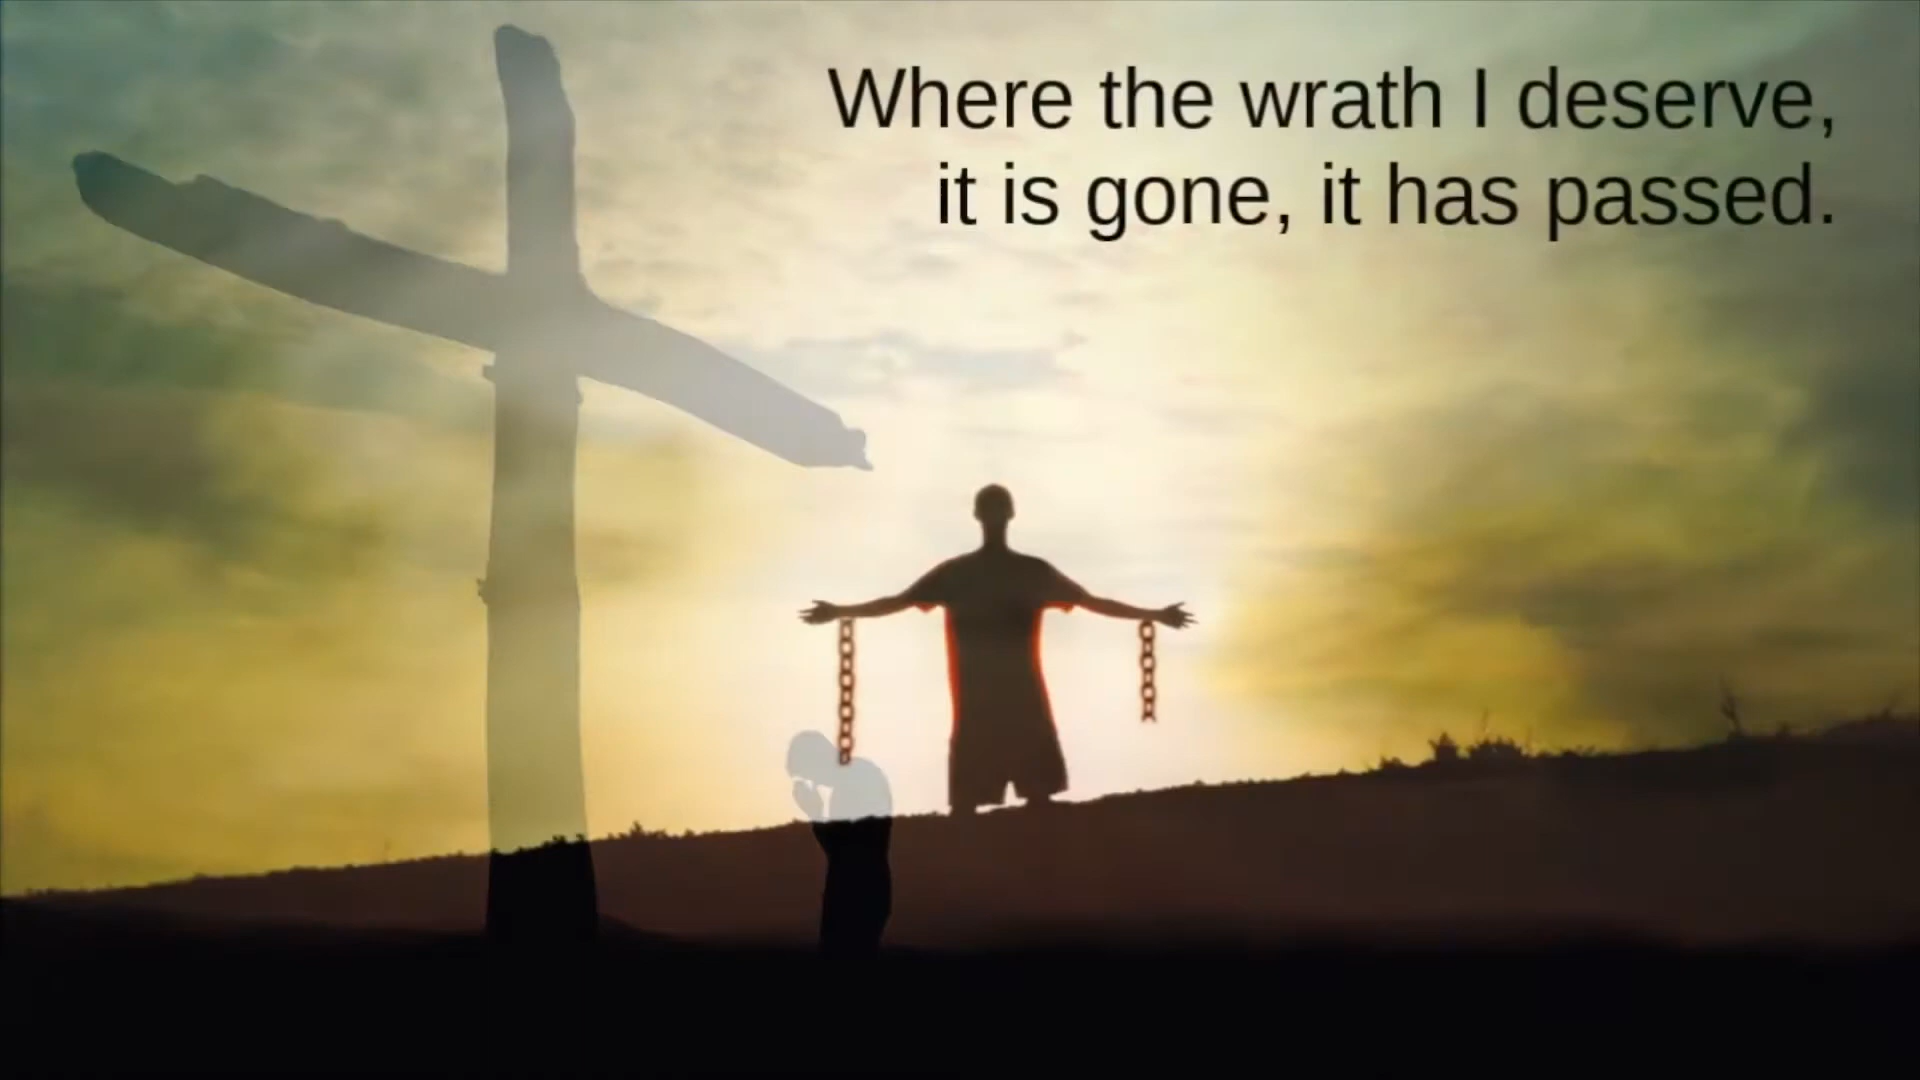 Where the wrath I deserve,
it is gone, it has passed.